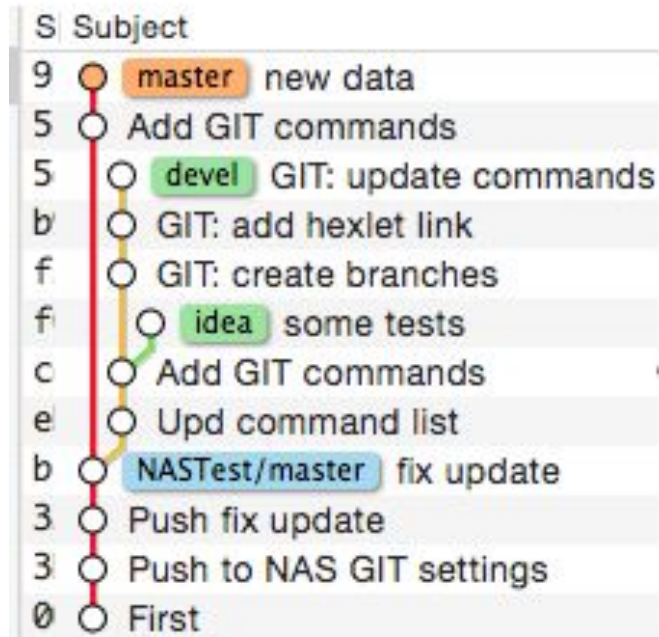 S Subject
9 master new data
5 Add GIT commands
5 devel GIT: update commands
b GIT: add hexlet link
f GIT: create branches
f idea some tests
c Add GIT commands
e Upd command list
b NASTest/master fix update
3 Push fix update
3 Push to NAS GIT settings
0 First